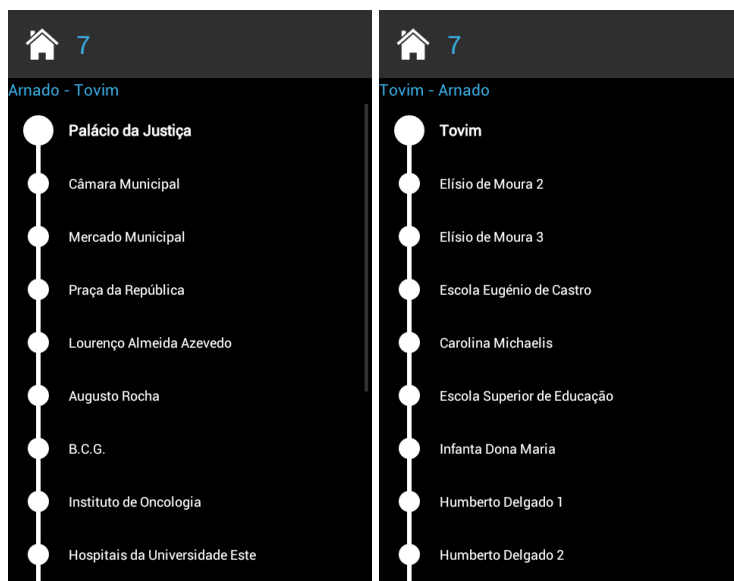 7
Arnado - Tovim
Palácio da Justiça
Câmara Municipal
Mercado Municipal
Praça da República
Lourenço Almeida Azevedo
Augusto Rocha
B.C.G.
Instituto de Oncologia
Hospitais da Universidade Este
7
Tovim - Arnado
Tovim
Elísio de Moura 2
Elísio de Moura 3
Escola Eugénio de Castro
Carolina Michaelis
Escola Superior de Educação
Infanta Dona Maria
Humberto Delgado 1
Humberto Delgado 2